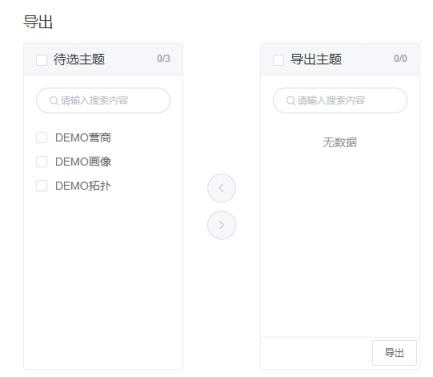 导出
待选主题 0/3
请输入搜索内容
DEMO营商
DEMO画像
DEMO拓扑
导出主题 0/0
请输入搜索内容
无数据
导出